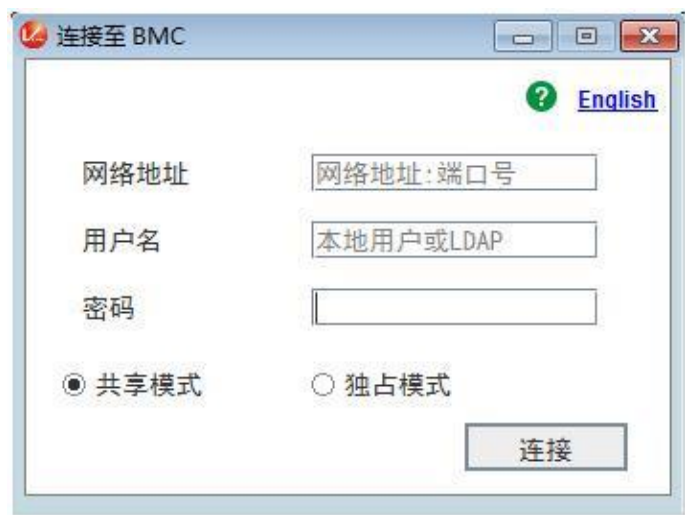 连接至 BMC
English
网络地址 网络地址:端口号
用户名 本地用户或LDAP
密码
共享模式 独占模式
连接